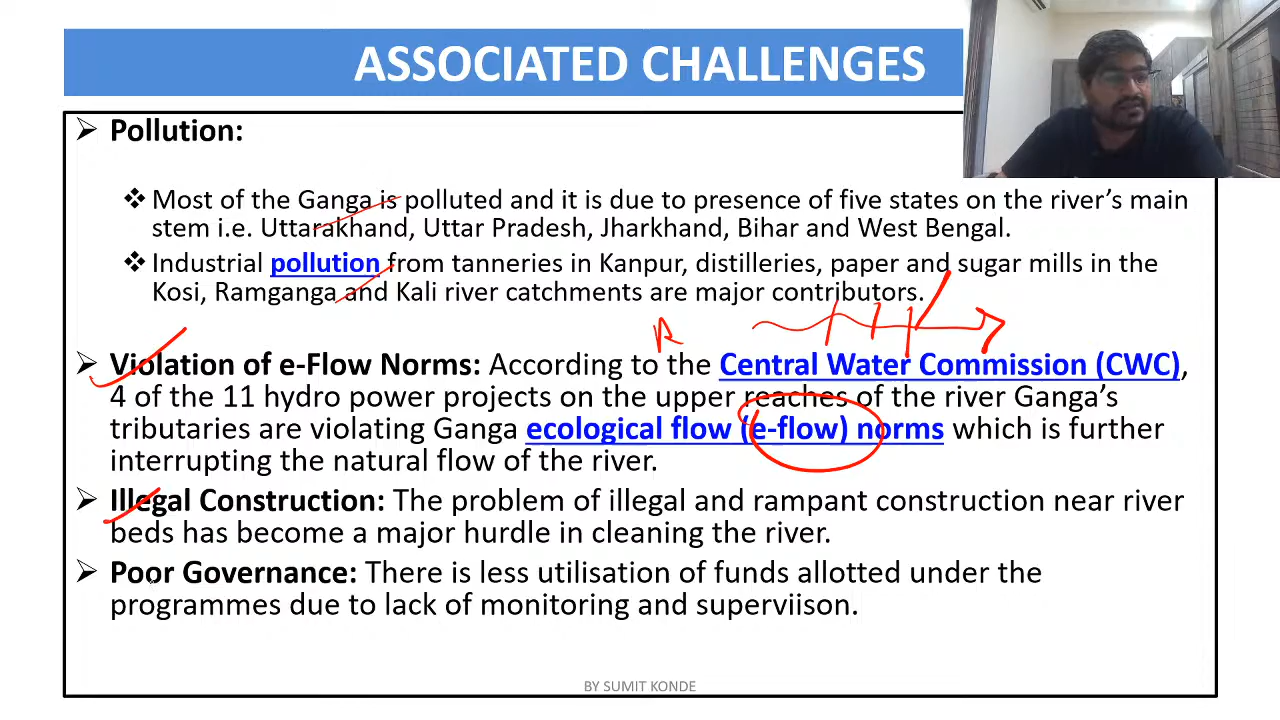 ASSOCIATED CHALLENGES
➢ Pollution:
❖ Most of the Ganga is polluted and it is due to presence of five states on the river's main
stem i.e. Uttarakhand, Uttar Pradesh, Jharkhand, Bihar and West Bengal.
❖ Industrial pollution from tanneries in Kanpur, distilleries, paper and sugar mills in the
Kosi, Ramganga and Kali river catchments are major contributors.
➢ Violation of e-Flow Norms: According to the Central Water Commission (CWC),
4 of the 11 hydro power projects on the upper reaches of the river Ganga's
tributaries are violating Ganga ecological flow (e-flow) norms which is further
interrupting the natural flow of the river.
➢ Illegal Construction: The problem of illegal and rampant construction near river
beds has become a major hurdle in cleaning the river.
➢ Poor Governance: There is less utilisation of funds allotted under the
programmes due to lack of monitoring and superviison.
BY SUMIT KONDE